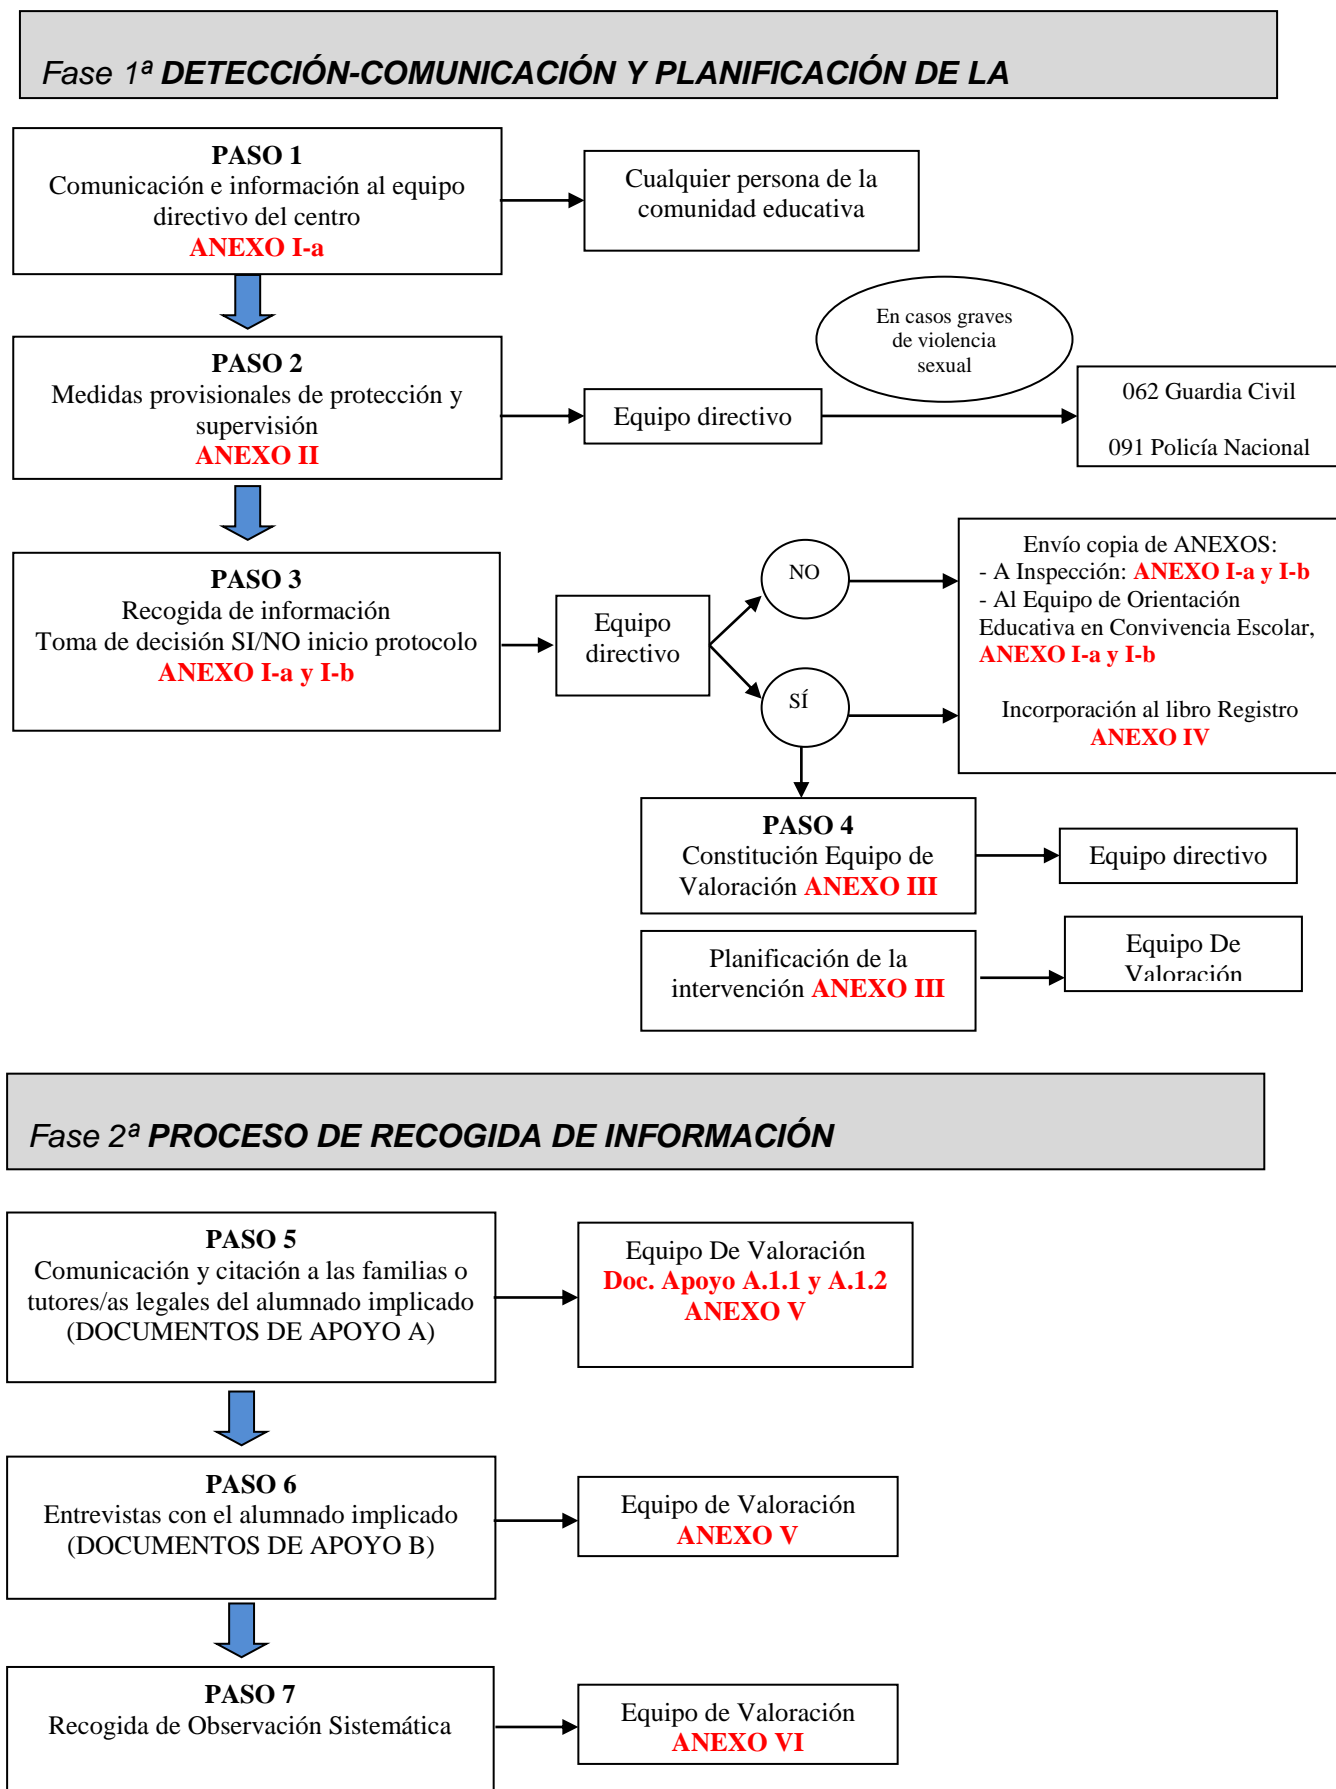 Fase 1ª DETECCIÓN-COMUNICACIÓN Y PLANIFICACIÓN DE LA
PASO 1
Comunicación e información al equipo
directivo del centro
ANEXO I-a
Cualquier persona de la
comunidad educativa
PASO 2
Medidas provisionales de protección y
supervisión
ANEXO II
Equipo directivo
En casos graves
de violencia
sexual
062 Guardia Civil
091 Policía Nacional
PASO 3
Recogida de información
Toma de decisión SI/NO inicio protocolo
ANEXO I-a y I-b
Equipo
directivo
NO
SÍ
Envío copia de ANEXOS:
- A Inspección: ANEXO I-a y I-b
- Al Equipo de Orientación
Educativa en Convivencia Escolar,
ANEXO I-a y I-b
Incorporación al libro Registro
ANEXO IV
PASO 4
Constitución Equipo de
Valoración ANEXO III
Equipo directivo
Planificación de la
intervención ANEXO III
Equipo De
Valoración
Fase 2ª PROCESO DE RECOGIDA DE INFORMACIÓN
PASO 5
Comunicación y citación a las familias o
tutores/as legales del alumnado implicado
(DOCUMENTOS DE APOYO A)
Equipo De Valoración
Doc. Apoyo A.1.1 y A.1.2
ANEXO V
PASO 6
Entrevistas con el alumnado implicado
(DOCUMENTOS DE APOYO B)
Equipo de Valoración
ANEXO V
PASO 7
Recogida de Observación Sistemática
Equipo de Valoración
ANEXO VI